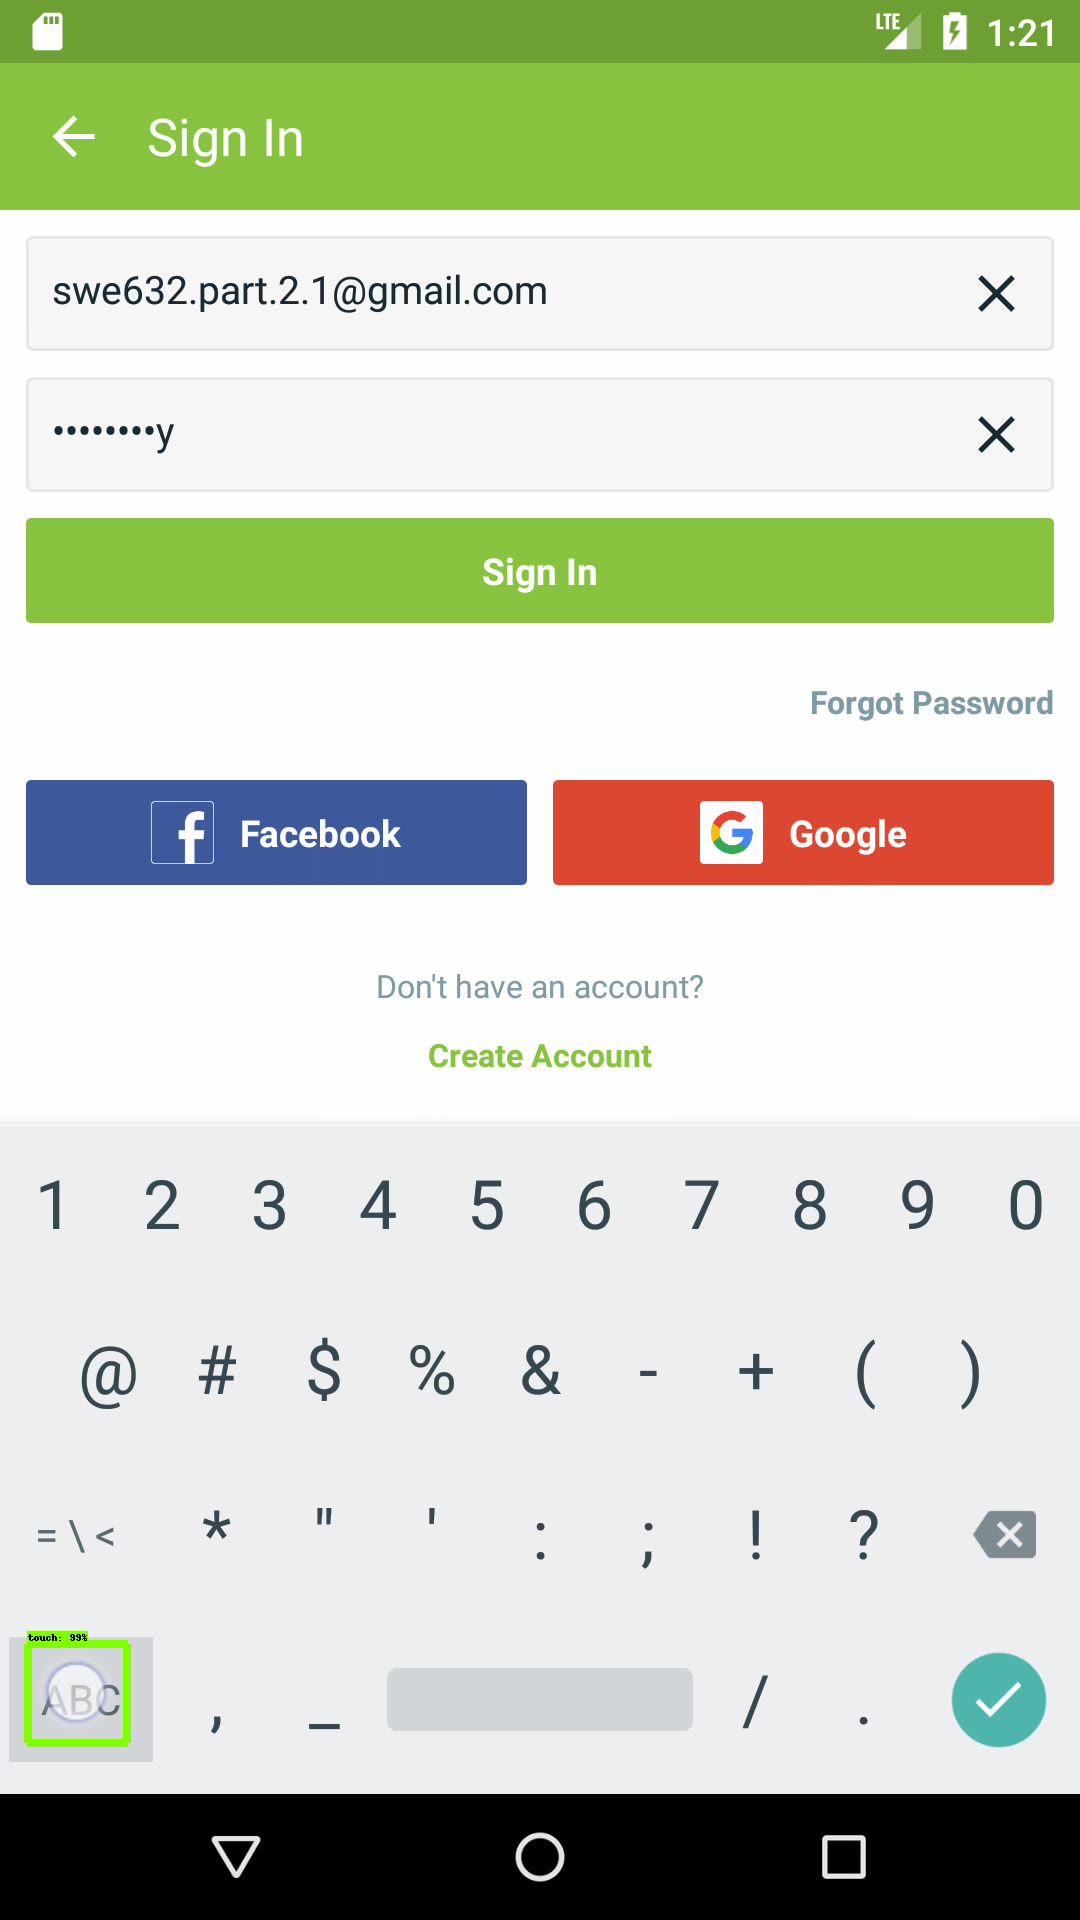 LTE 1:21
Sign In
swe632.part.2.1@gmail.com
••••••••y
Sign In
Forgot Password
Facebook
G Google
Don't have an account?
Create Account
1 2 3 4 5 6 7 8 9 0
@ # $ % & - + ( )
= \ < * " ' : ; ! ?
touch: 99%
ABC , _ / .